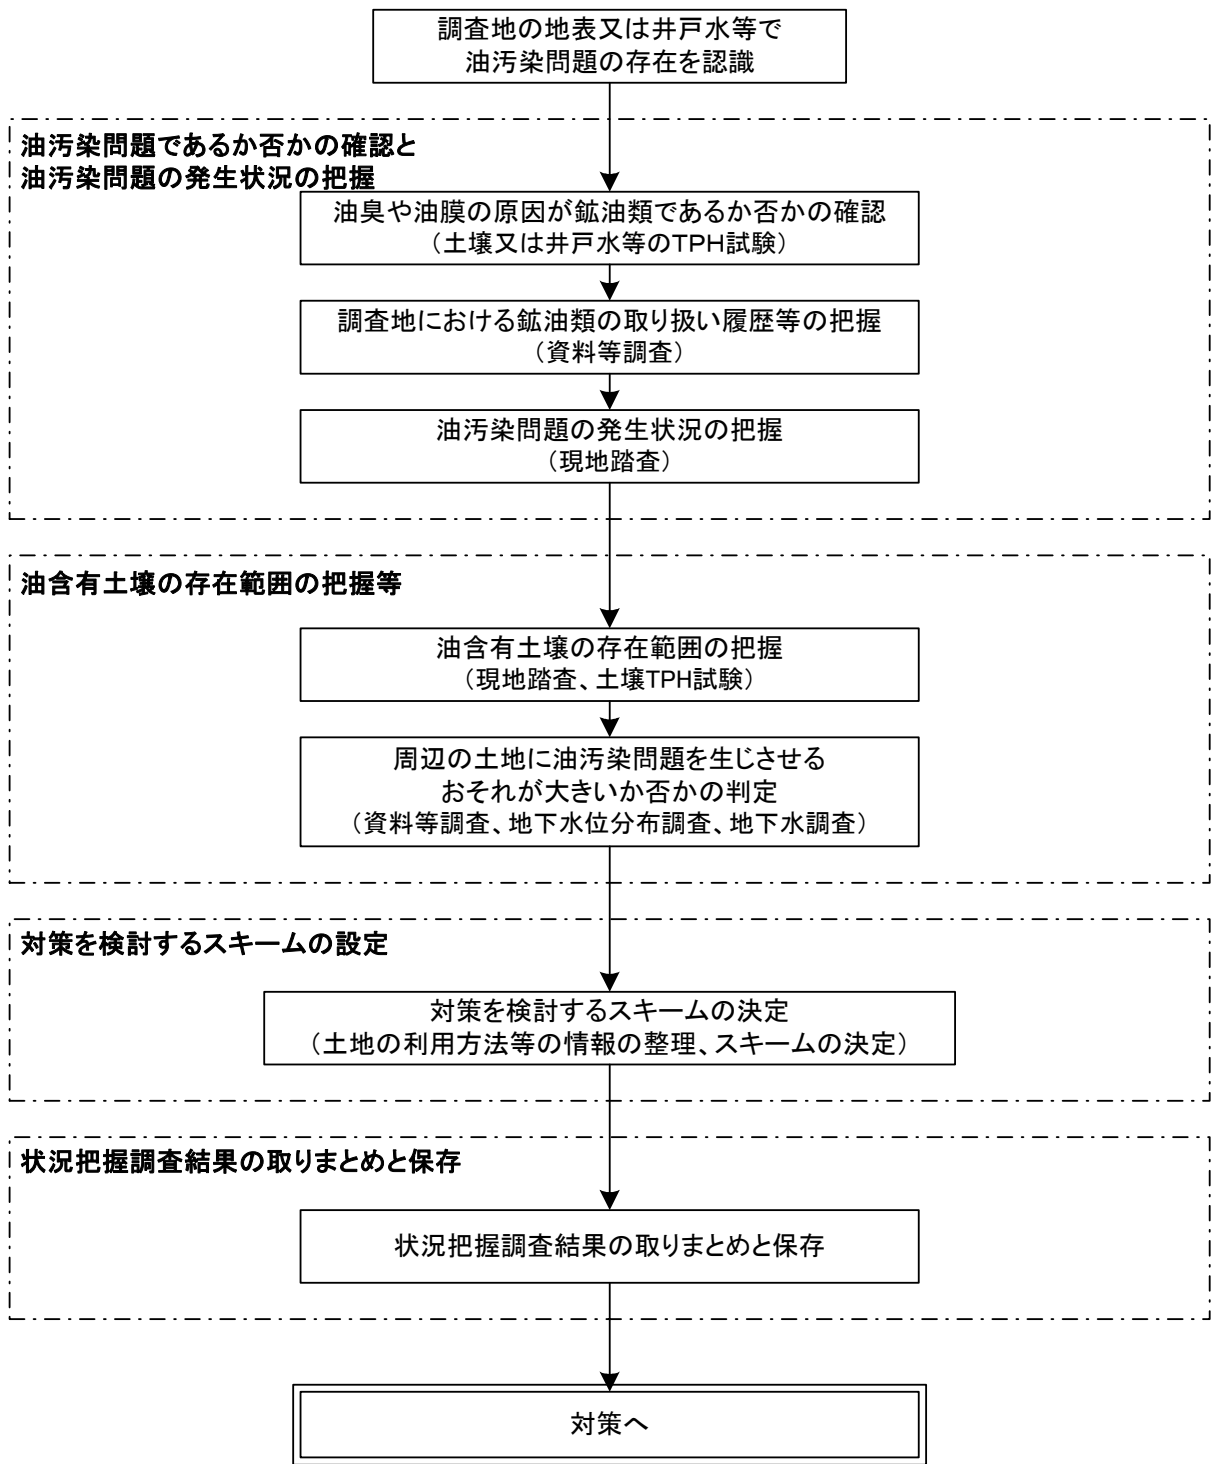 調査地の地表又は井戸水等で
油汚染問題の存在を認識
油汚染問題であるか否かの確認と
油汚染問題の発生状況の把握
油臭や油膜の原因が鉱油類であるか否かの確認
（土壌又は井戸水等のTPH試験）
調査地における鉱油類の取り扱い履歴等の把握
（資料等調査）
油汚染問題の発生状況の把握
（現地踏査）
油含有土壌の存在範囲の把握等
油含有土壌の存在範囲の把握
（現地踏査、土壌TPH試験）
周辺の土地に油汚染問題を生じさせる
おそれが大きいか否かの判定
（資料等調査、地下水位分布調査、地下水調査）
対策を検討するスキームの設定
対策を検討するスキームの決定
（土地の利用方法等の情報の整理、スキームの決定）
状況把握調査結果の取りまとめと保存
状況把握調査結果の取りまとめと保存
対策へ